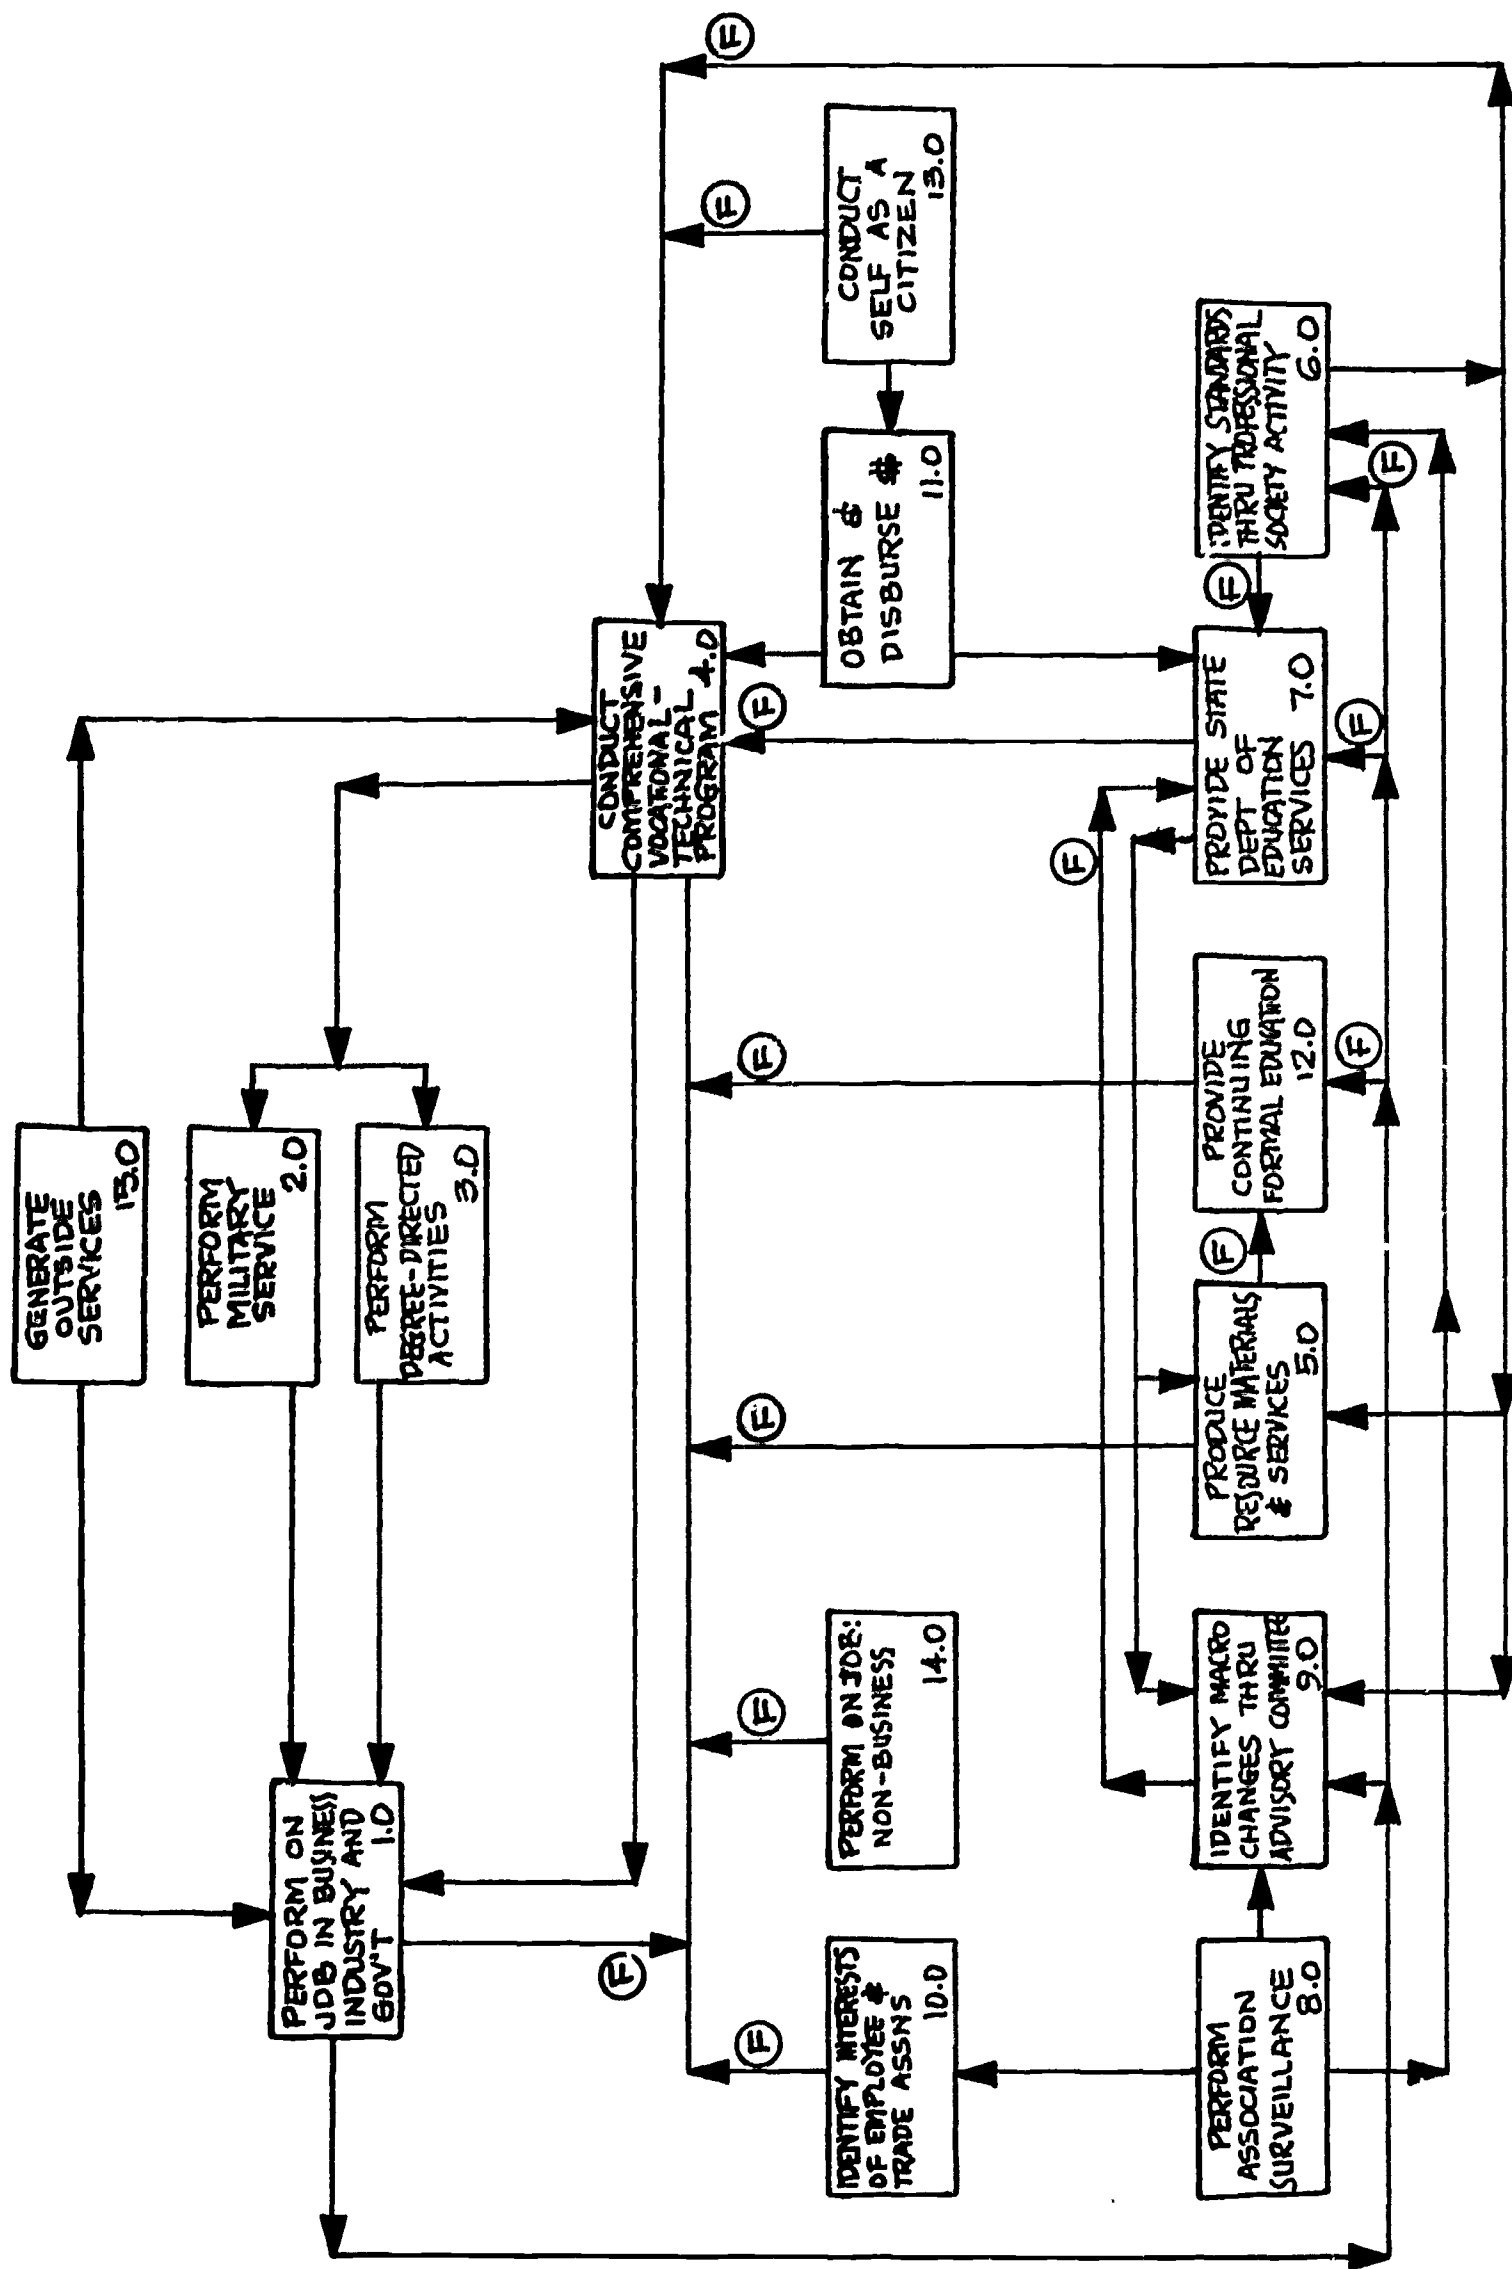 GENERATE
OUTSIDE
SERVICES
15.0
PERFORM
MILITARY
SERVICE
2.0
PERFORM ON
JOB IN BUSINESS
INDUSTRY AND
GOV'T 1.0
PERFORM
DEGREE-DIRECTED
ACTIVITIES
3.0
F
CONDUCT
COMPREHENSIVE
VOCATIONAL-
TECHNICAL
PROGRAM 4.0
F
F
F
F
F
F
F
IDENTIFY INTERESTS
OF EMPLOYEE &
TRADE ASSNS
10.0
PERFORM ON JOB:
NON-BUSINESS
14.0
OBTAIN &
DISBURSE $
11.0
CONDUCT
SELF AS A
CITIZEN
13.0
F
PERFORM
ASSOCIATION
SURVEILLANCE
8.0
IDENTIFY MACRO
CHANGES THRU
ADVISORY COMMITTEE
9.0
PRODUCE
RESOURCE MATERIALS
& SERVICES
5.0
F
PROVIDE
CONTINUING
FORMAL EDUCATION
12.0
PROVIDE STATE
DEPT OF
EDUCATION
SERVICES 7.0
F
IDENTIFY STANDARDS
THRU PROFESSIONAL
SOCIETY ACTIVITY
6.0
F
F
F